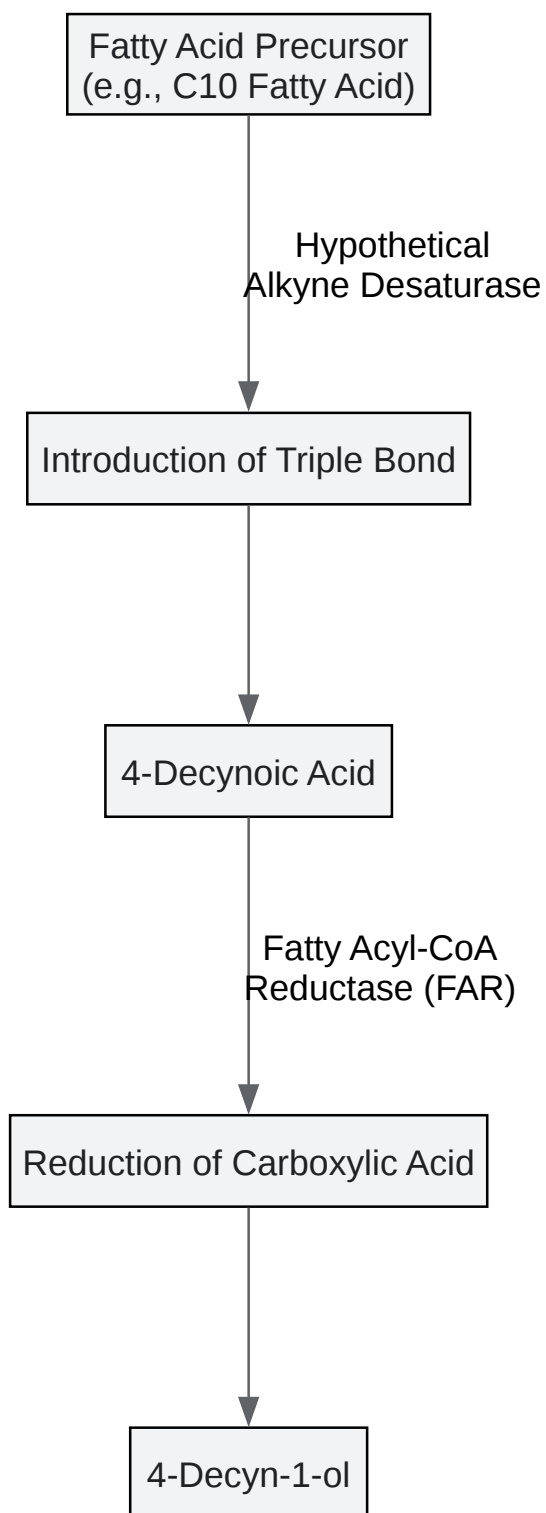 Fatty Acid Precursor
(e.g., C10 Fatty Acid)
Hypothetical
Alkyne Desaturase
Introduction of Triple Bond
4-Decynoic Acid
Fatty Acyl-CoA
Reductase (FAR)
Reduction of Carboxylic Acid
4-Decyn-1-ol